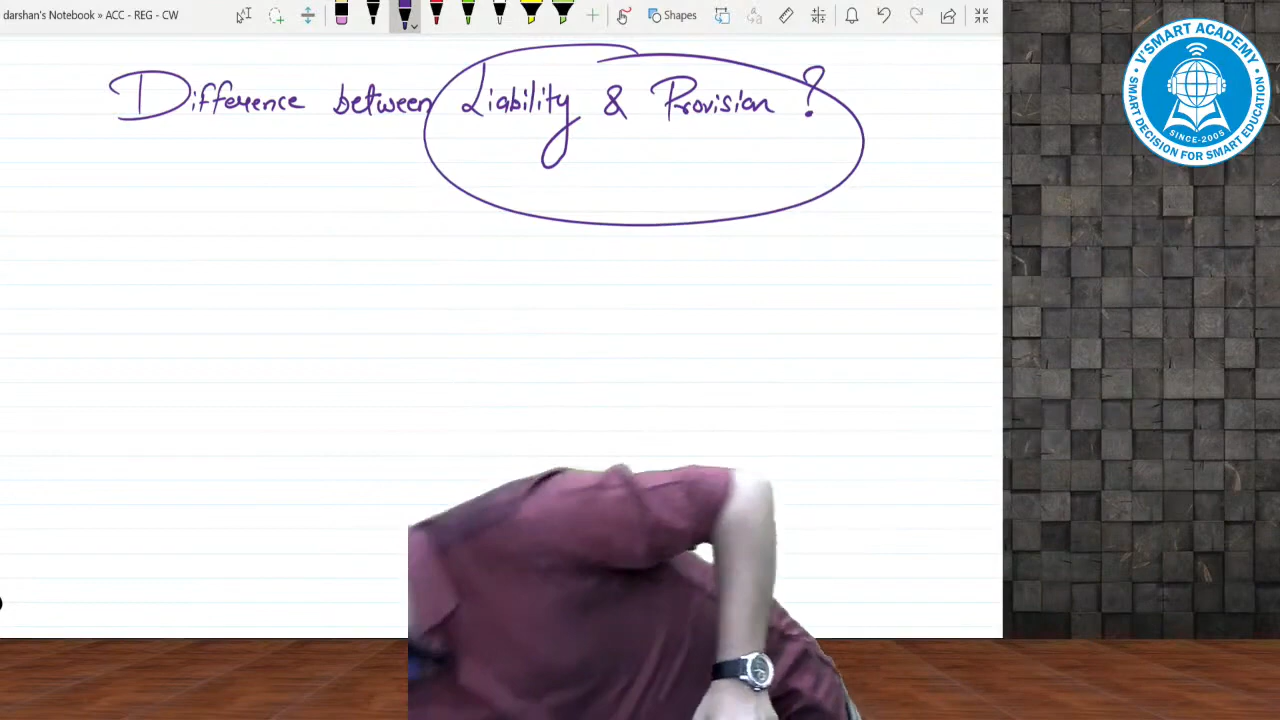 darshan's Notebook » ACC - REG - CW
Shapes
Difference between Liability & Provision ?
V'SMART ACADEMY
SINCE-2005
SMART DECISION FOR SMART EDUCATION